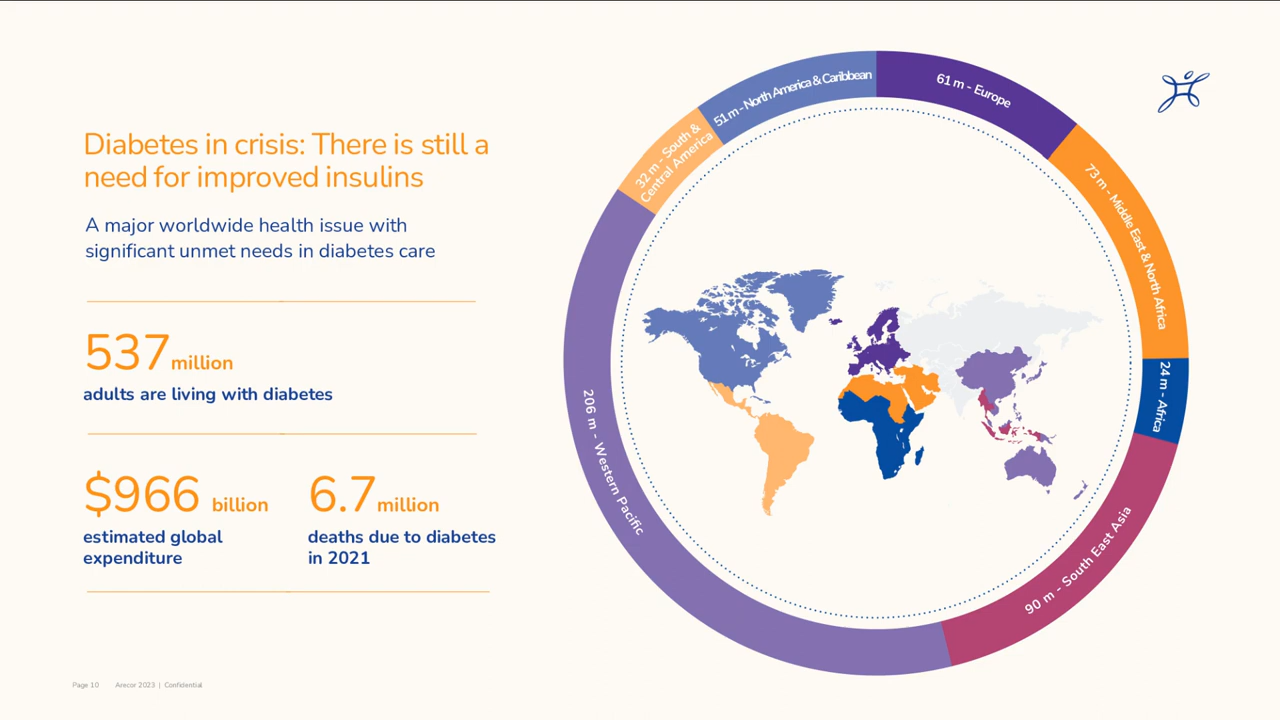 Diabetes in crisis: There is still a
need for improved insulins
A major worldwide health issue with
significant unmet needs in diabetes care
537 million
adults are living with diabetes
$966 billion
estimated global
expenditure
6.7 million
deaths due to diabetes
in 2021
51 m - North America & Caribbean
61 m - Europe
73 m - Middle East & North Africa
24 m - Africa
90 m - South East Asia
206 m - Western Pacific
32 m - South &
Central America
Page 10 Arecor 2023 | Confidential